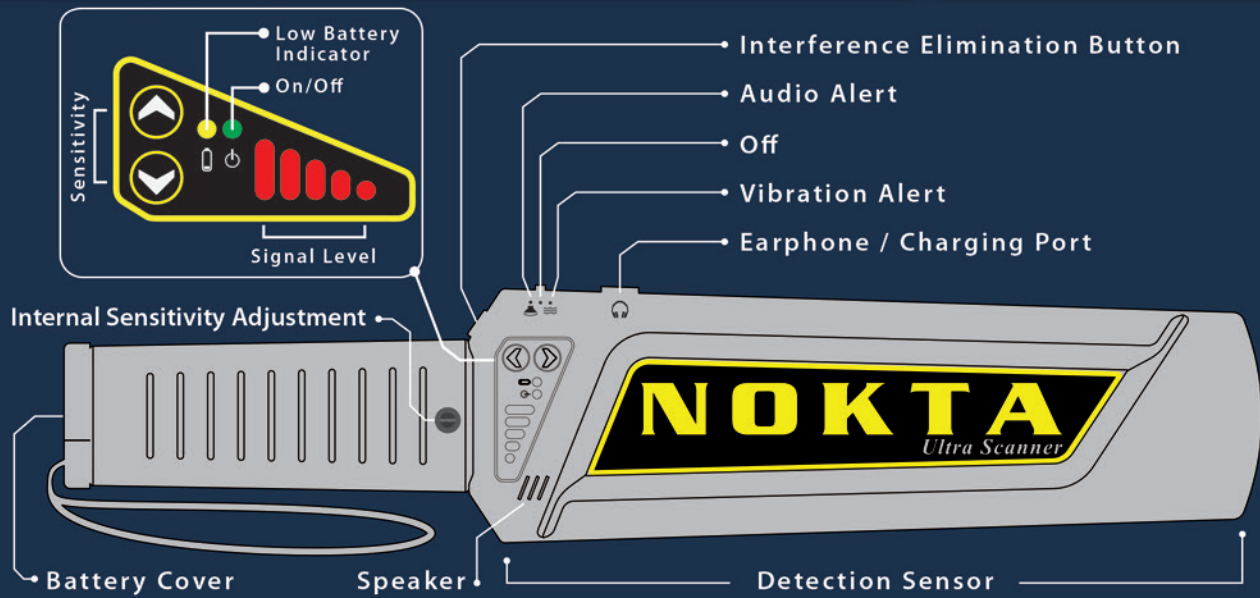 Low Battery
Indicator
On/Off
Sensitivity
Signal Level
Interference Elimination Button
Audio Alert
Off
Vibration Alert
Earphone / Charging Port
Internal Sensitivity Adjustment
NOKTA
Ultra Scanner
Battery Cover
Speaker
Detection Sensor